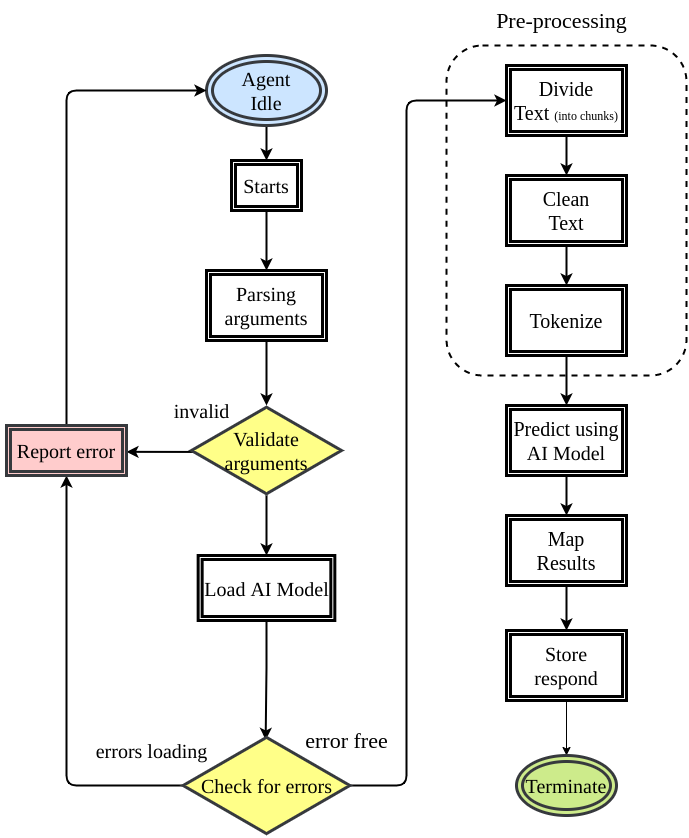 Pre-processing
Agent
Idle
Starts
Parsing
arguments
invalid
Validate
arguments
Report error
Load AI Model
errors loading
error free
Check for errors
Divide
Text (into chunks)
Clean
Text
Tokenize
Predict using
AI Model
Map
Results
Store
respond
Terminate